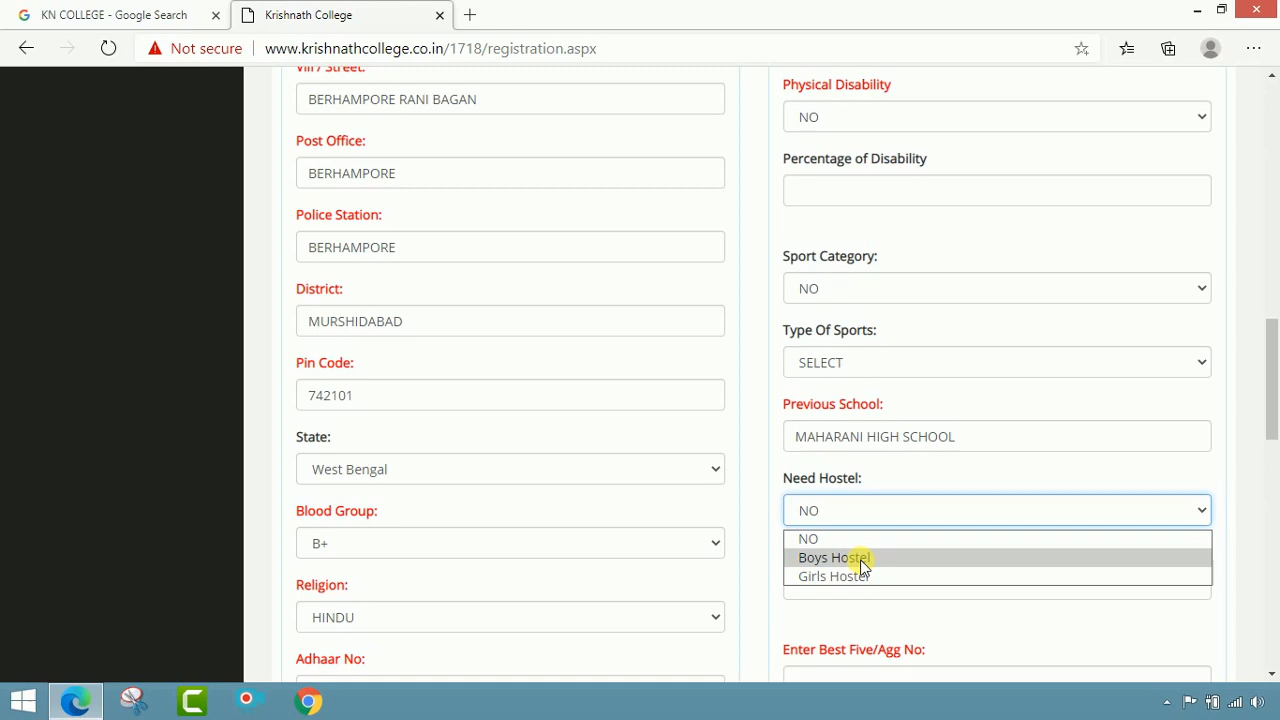 KN COLLEGE - Google Search
Krishnath College
Not secure
www.krishnathcollege.co.in/1718/registration.aspx
Vill / Street:
BERHAMPORE RANI BAGAN
Post Office:
BERHAMPORE
Police Station:
BERHAMPORE
District:
MURSHIDABAD
Pin Code:
742101
State:
West Bengal
Blood Group:
B+
Religion:
HINDU
Adhaar No:
Physical Disability
NO
Percentage of Disability
Sport Category:
NO
Type Of Sports:
SELECT
Previous School:
MAHARANI HIGH SCHOOL
Need Hostel:
NO
NO
Boys Hostel
Girls Hostel
Enter Best Five/Agg No: